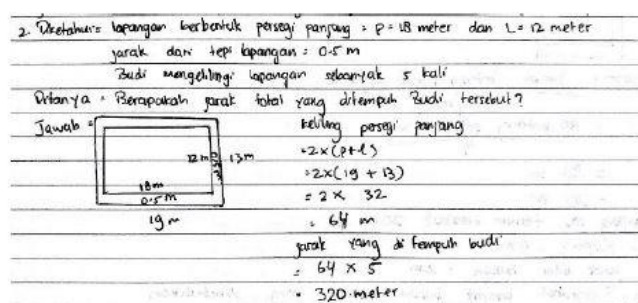 2. Diketahui = lapangan berbentuk persegi panjang = P = 18 meter dan L = 12 meter
jarak dari tepi lapangan = 0.5 m
Budi mengelilingi lapangan sebanyak 5 kali
Ditanya = Berapakah jarak total yang ditempuh Budi tersebut?
Jawab =
12 m 0.5 m 13 m
18 m
0.5 m
19 m
keliling persegi panjang
= 2 x (p + l)
= 2 x (19 + 13)
= 2 x 32
= 64 m
jarak yang di tempuh budi
= 64 x 5
= 320 meter